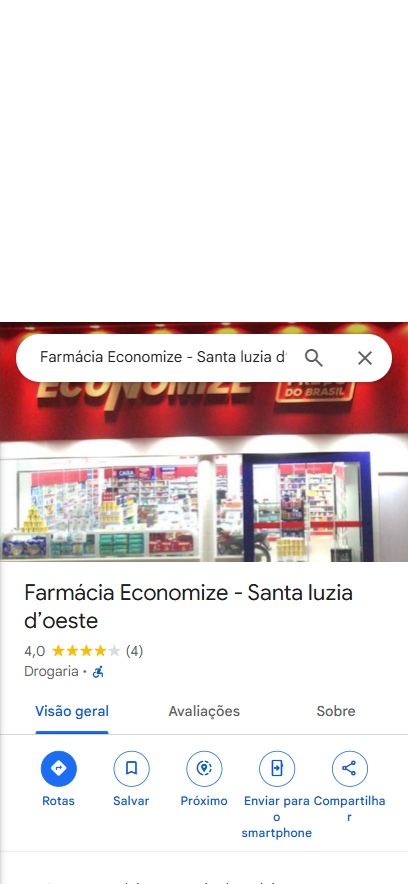 Farmácia Economize - Santa luzia d'
ECONOMIZE
DO BRASIL
CAIXA
Farmácia Economize - Santa luzia
d’oeste
4,0 (4)
Drogaria ·
Visão geral Avaliações Sobre
Rotas Salvar Próximo Enviar para Compartilha
o r
smartphone